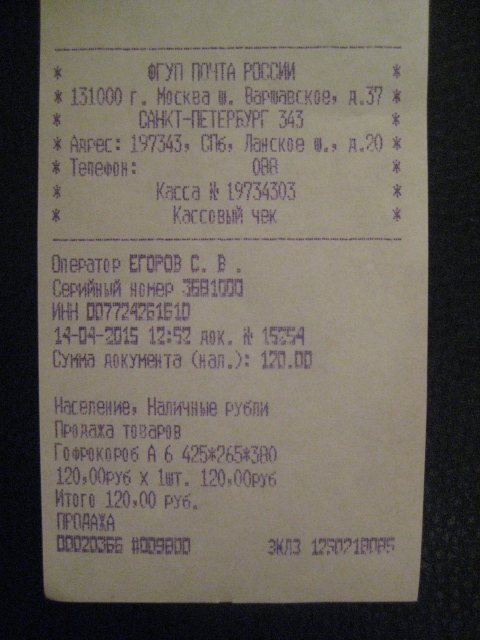 * ФГУП ПОЧТА РОССИИ *
* 131000 г. Москва ш. Варшавское, д.37 *
* САНКТ-ПЕТЕРБУРГ 343 *
* Адрес: 197343, СПб, Ланское ш., д.20 *
* Телефон: 088 *
* Касса № 19734303 *
* Кассовый чек *
Оператор ЕГОРОВ С. В .
Серийный номер 3681000
ИНН 007724261610
14-04-2015 12:52 док. № 15254
Сумма документа (нал.): 120.00
Население, Наличные рубли
Продажа товаров
Гофрокороб А 6 425*265*380
120,00руб х 1шт. 120,00руб
Итого 120,00 руб.
ПРОДАЖА
00020366 #009800 ЭКЛЗ 1250218085